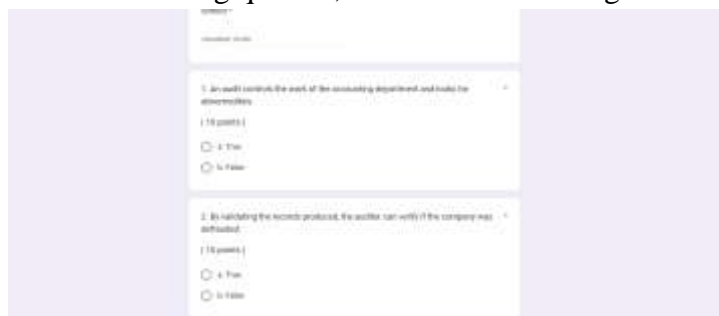 1. An audit controls the work of the accounting department and looks for
abnormalities.
( 10 points )
a. True
b. False
2. By validating the records produced, the auditor can verify if the company was
defrauded.
( 10 points )
a. True
b. False